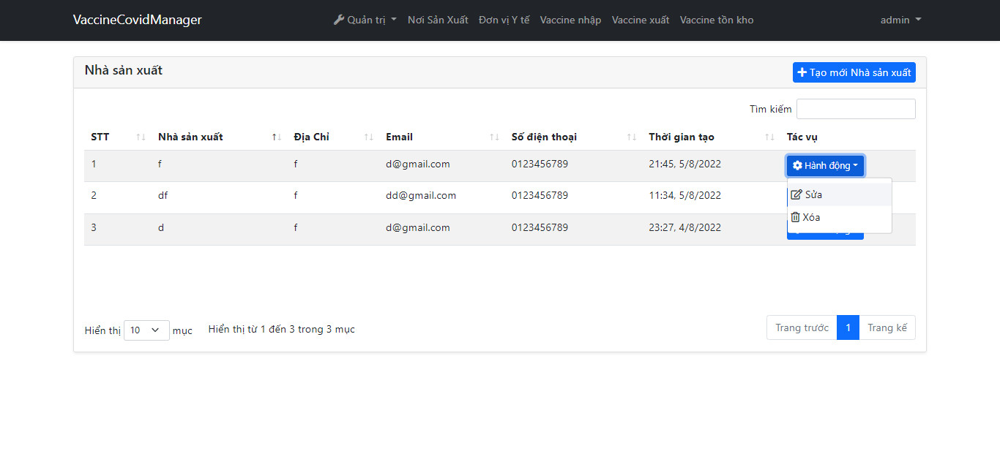 VaccineCovidManager Quản trị Nơi Sản Xuất Đơn vị Y tế Vaccine nhập Vaccine xuất Vaccine tồn kho admin
Nhà sản xuất Tạo mới Nhà sản xuất
Tìm kiếm
STT Nhà sản xuất Địa Chỉ Email Số điện thoại Thời gian tạo Tác vụ
1 f f d@gmail.com 0123456789 21:45, 5/8/2022 Hành động
2 df f dd@gmail.com 0123456789 11:34, 5/8/2022
Sửa
Xóa
3 d f d@gmail.com 0123456789 23:27, 4/8/2022
Hiển thị 10 mục Hiển thị từ 1 đến 3 trong 3 mục Trang trước 1 Trang kế